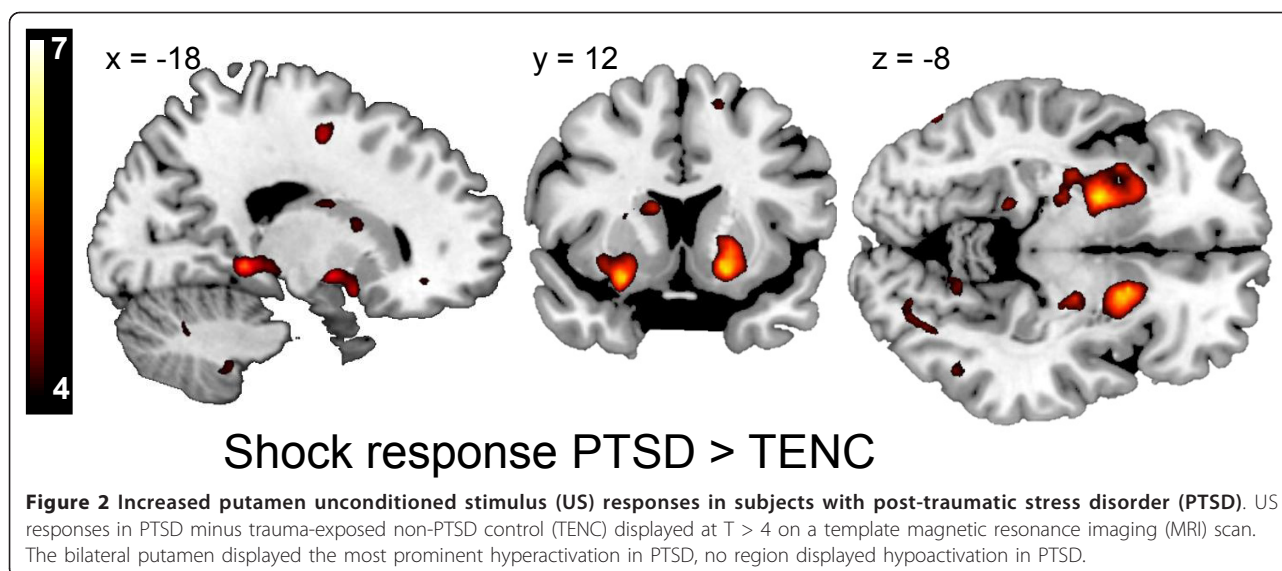 7
x = -18
y = 12
z = -8
4
Shock response PTSD > TENC
Figure 2 Increased putamen unconditioned stimulus (US) responses in subjects with post-traumatic stress disorder (PTSD). US
responses in PTSD minus trauma-exposed non-PTSD control (TENC) displayed at T > 4 on a template magnetic resonance imaging (MRI) scan.
The bilateral putamen displayed the most prominent hyperactivation in PTSD, no region displayed hypoactivation in PTSD.